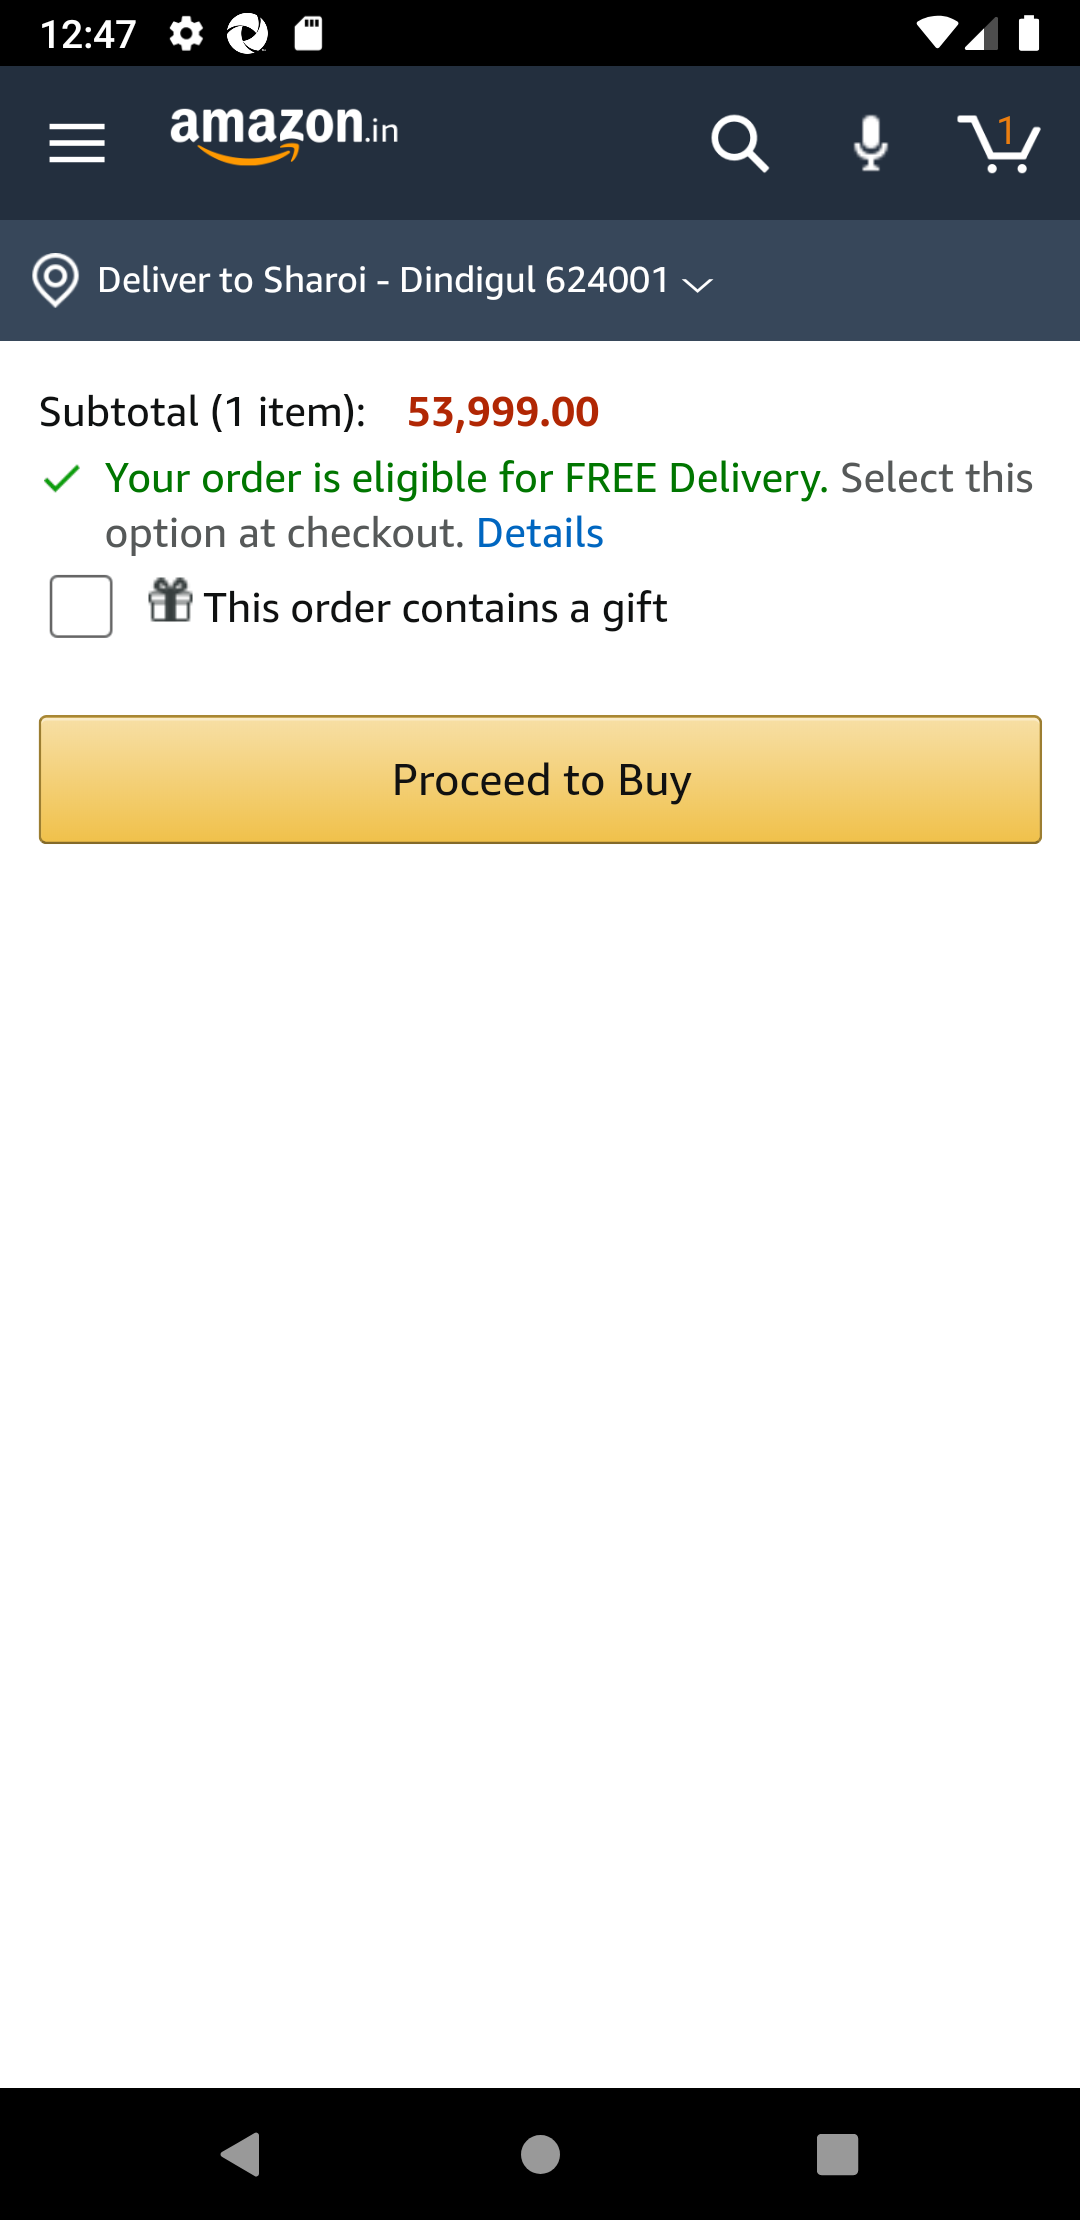 12:47
amazon.in
1
Deliver to Sharoi - Dindigul 624001
Subtotal (1 item): 53,999.00
Your order is eligible for FREE Delivery. Select this
option at checkout. Details
This order contains a gift
Proceed to Buy